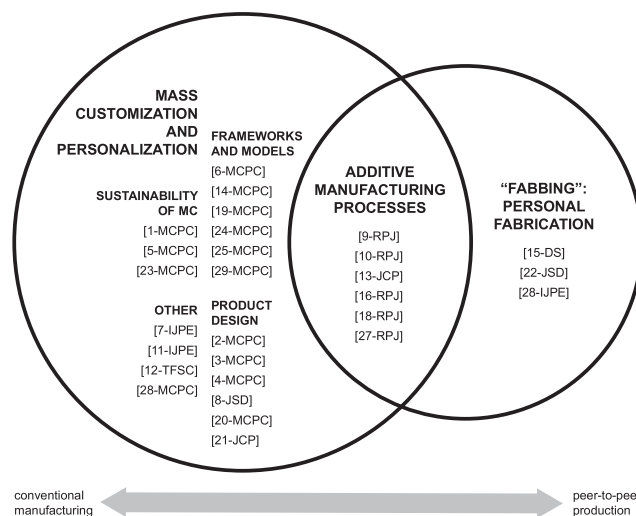 MASS
CUSTOMIZATION
AND
PERSONALIZATION
SUSTAINABILITY
OF MC
[1-MCPC]
[5-MCPC]
[23-MCPC]
OTHER
[7-IJPE]
[11-IJPE]
[12-TFSC]
[28-MCPC]
FRAMEWORKS
AND MODELS
[6-MCPC]
[14-MCPC]
[19-MCPC]
[24-MCPC]
[25-MCPC]
[29-MCPC]
PRODUCT
DESIGN
[2-MCPC]
[3-MCPC]
[4-MCPC]
[8-JSD]
[20-MCPC]
[21-JCP]
ADDITIVE
MANUFACTURING
PROCESSES
[9-RPJ]
[10-RPJ]
[13-JCP]
[16-RPJ]
[18-RPJ]
[27-RPJ]
“FABBING”:
PERSONAL
FABRICATION
[15-DS]
[22-JSD]
[28-IJPE]
conventional
manufacturing
peer-to-pee
production